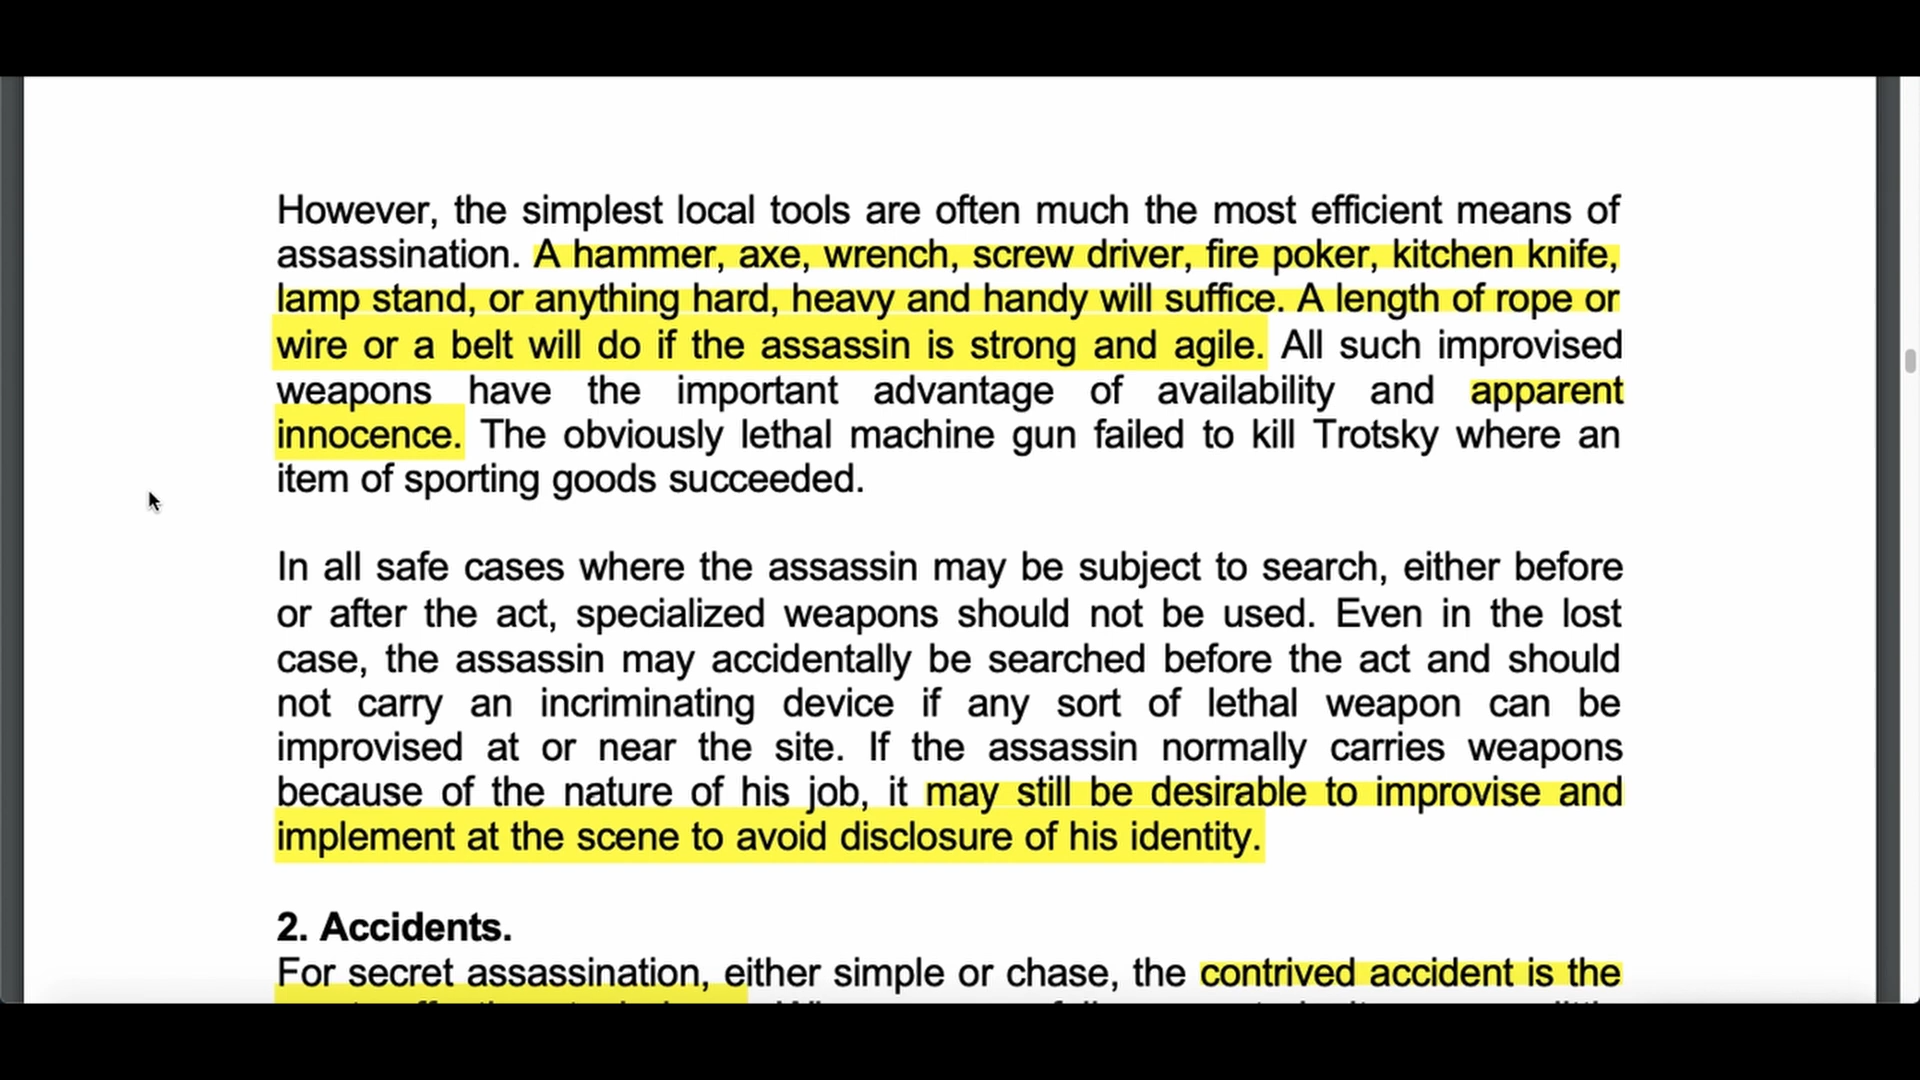 However, the simplest local tools are often much the most efficient means of
assassination. A hammer, axe, wrench, screw driver, fire poker, kitchen knife,
lamp stand, or anything hard, heavy and handy will suffice. A length of rope or
wire or a belt will do if the assassin is strong and agile. All such improvised
weapons have the important advantage of availability and apparent
innocence. The obviously lethal machine gun failed to kill Trotsky where an
item of sporting goods succeeded.
In all safe cases where the assassin may be subject to search, either before
or after the act, specialized weapons should not be used. Even in the lost
case, the assassin may accidentally be searched before the act and should
not carry an incriminating device if any sort of lethal weapon can be
improvised at or near the site. If the assassin normally carries weapons
because of the nature of his job, it may still be desirable to improvise and
implement at the scene to avoid disclosure of his identity.
2. Accidents.
For secret assassination, either simple or chase, the contrived accident is the